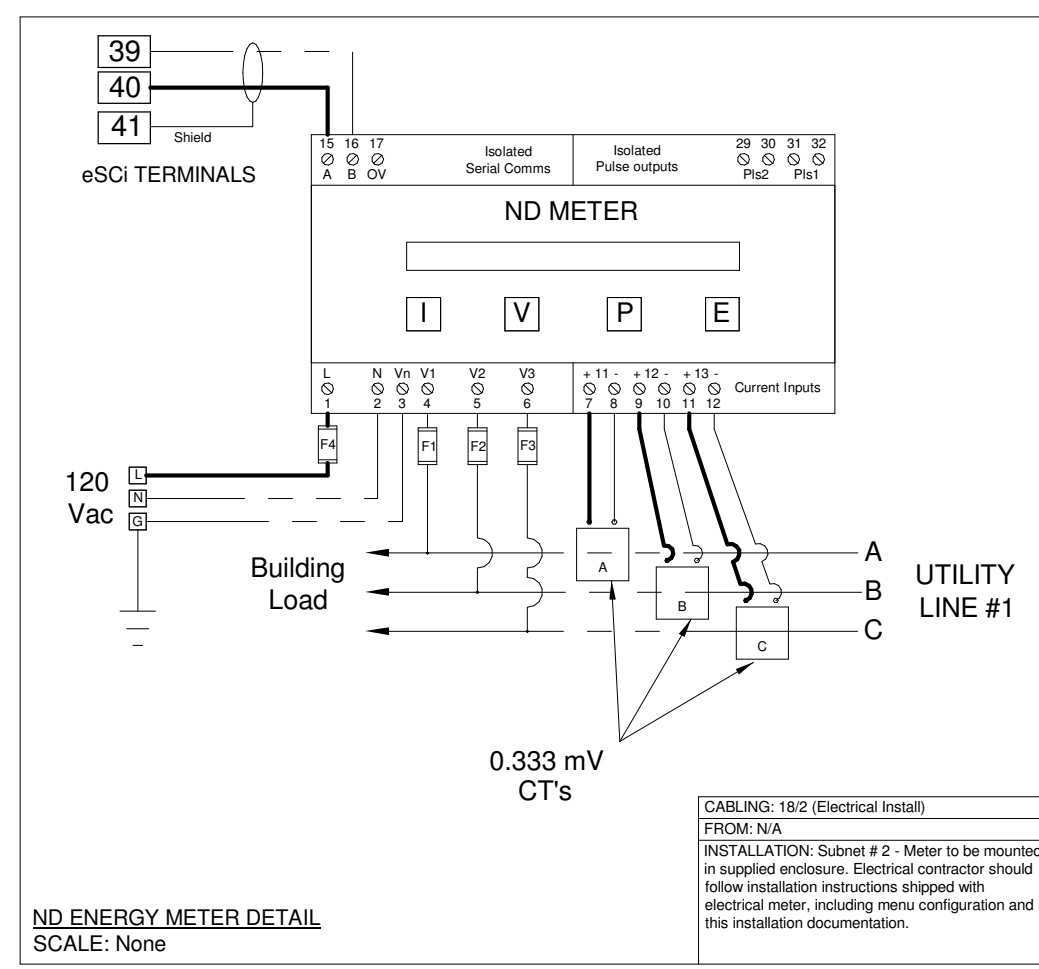 39
40
41
Shield
eSCi TERMINALS
15 16 17
A B OV
Isolated
Serial Comms
Isolated
Pulse outputs
29 30 31 32
Pls2 Pls1
ND METER
I V P E
L N Vn V1 V2 V3
1 2 3 4 5 6
+ 11 - + 12 - + 13 -
7 8 9 10 11 12
Current Inputs
F4 F1 F2 F3
120
Vac
L
N
G
Building
Load
A
B
C
A
B
C
UTILITY
LINE #1
0.333 mV
CT's
CABLING: 18/2 (Electrical Install)
FROM: N/A
INSTALLATION: Subnet # 2 - Meter to be mounted
in supplied enclosure. Electrical contractor should
follow installation instructions shipped with
electrical meter, including menu configuration and
this installation documentation.
ND ENERGY METER DETAIL
SCALE: None